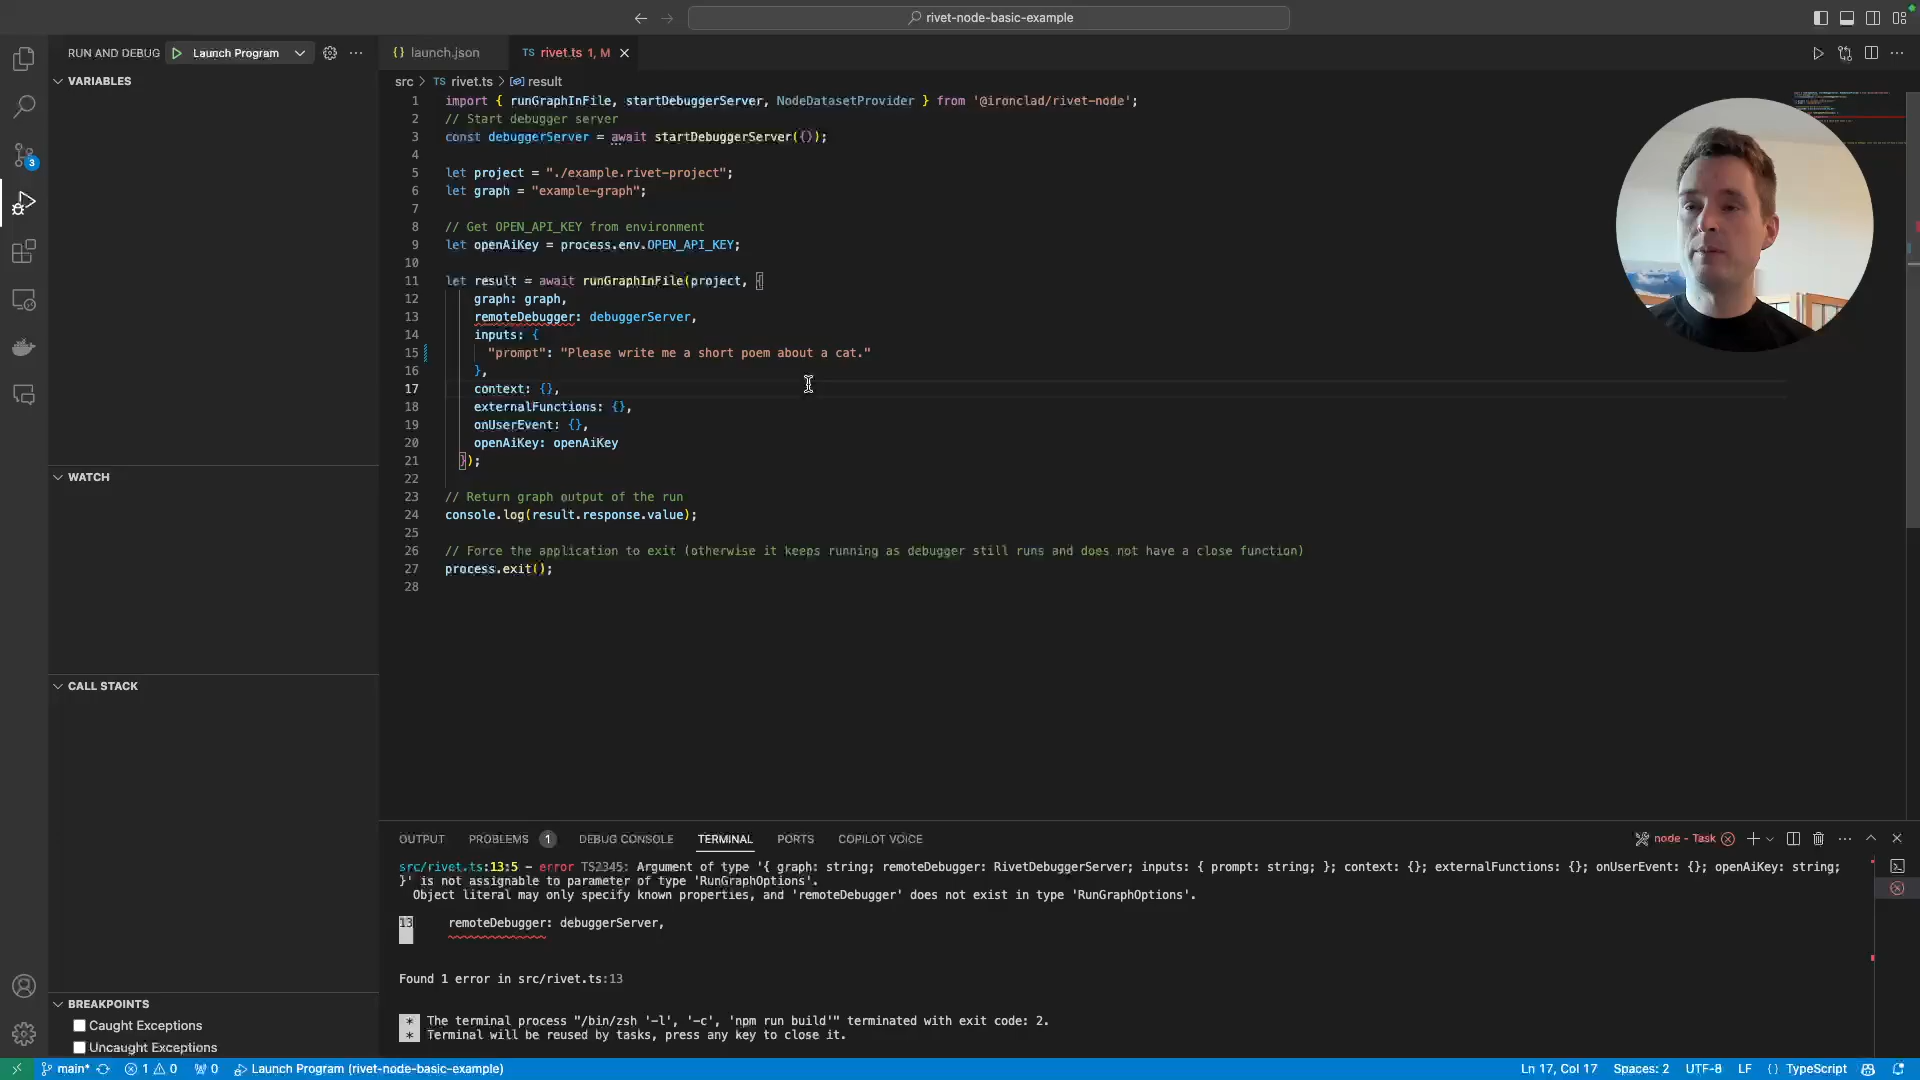 rivet-node-basic-example
RUN AND DEBUG
Launch Program
launch.json
TS rivet.ts 1, M
VARIABLES
src > TS rivet.ts > result
1 import { runGraphInFile, startDebuggerServer, NodeDatasetProvider } from '@ironclad/rivet-node';
2 // Start debugger server
3 const debuggerServer = await startDebuggerServer({});
4
5 let project = "./example.rivet-project";
6 let graph = "example-graph";
7
8 // Get OPEN_API_KEY from environment
9 let openAiKey = process.env.OPEN_API_KEY;
10
11 let result = await runGraphInFile(project, {
12 graph: graph,
13 remoteDebugger: debuggerServer,
14 inputs: {
15 "prompt": "Please write me a short poem about a cat."
16 },
17 context: {},
18 externalFunctions: {},
19 onUserEvent: {},
20 openAiKey: openAiKey
21 });
22
23 // Return graph output of the run
24 console.log(result.response.value);
25
26 // Force the application to exit (otherwise it keeps running as debugger still runs and does not have a close function)
27 process.exit();
28
3
WATCH
CALL STACK
BREAKPOINTS
Caught Exceptions
Uncaught Exceptions
OUTPUT PROBLEMS 1 DEBUG CONSOLE TERMINAL PORTS COPILOT VOICE
node - Task
src/rivet.ts:13:5 - error TS2345: Argument of type '{ graph: string; remoteDebugger: RivetDebuggerServer; inputs: { prompt: string; }; context: {}; externalFunctions: {}; onUserEvent: {}; openAiKey: string;
}' is not assignable to parameter of type 'RunGraphOptions'.
Object literal may only specify known properties, and 'remoteDebugger' does not exist in type 'RunGraphOptions'.
13 remoteDebugger: debuggerServer,
Found 1 error in src/rivet.ts:13
* The terminal process "/bin/zsh '-l', '-c', 'npm run build'" terminated with exit code: 2.
* Terminal will be reused by tasks, press any key to close it.
main* 1 0 0 Launch Program (rivet-node-basic-example)
Ln 17, Col 17 Spaces: 2 UTF-8 LF {} TypeScript